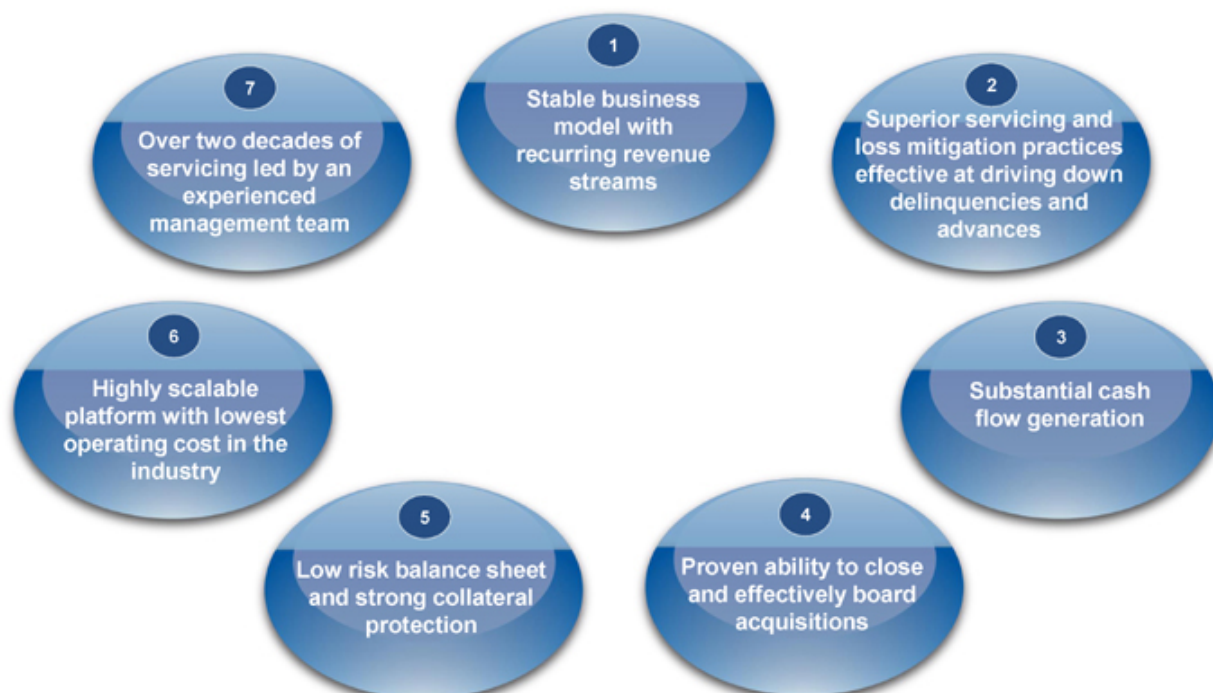 1
Stable business
model with
recurring revenue
streams
2
Superior servicing and
loss mitigation practices
effective at driving down
delinquencies and
advances
3
Substantial cash
flow generation
4
Proven ability to close
and effectively board
acquisitions
5
Low risk balance sheet
and strong collateral
protection
6
Highly scalable
platform with lowest
operating cost in the
industry
7
Over two decades of
servicing led by an
experienced
management team